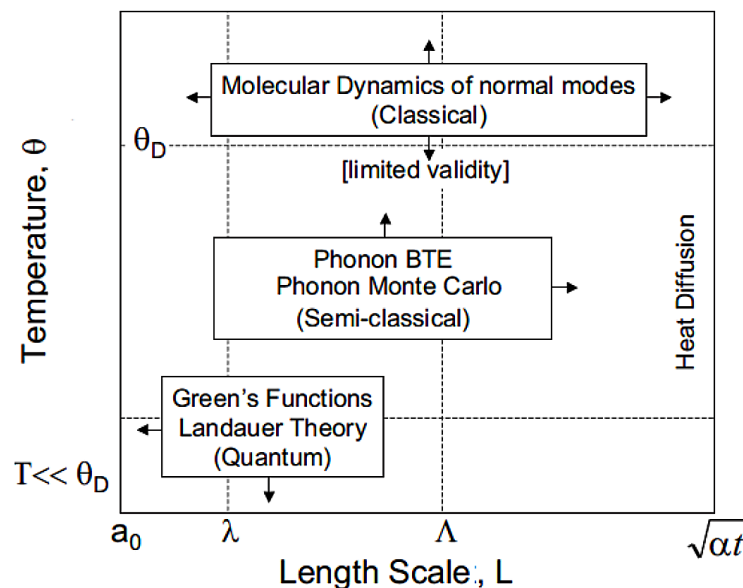 Molecular Dynamics of normal modes
(Classical)
θD
[limited validity]
Temperature, θ
Phonon BTE
Phonon Monte Carlo
(Semi-classical)
Heat Diffusion
Green's Functions
Landauer Theory
(Quantum)
T<< θD
a0
λ
Λ
√αt
Length Scale, L